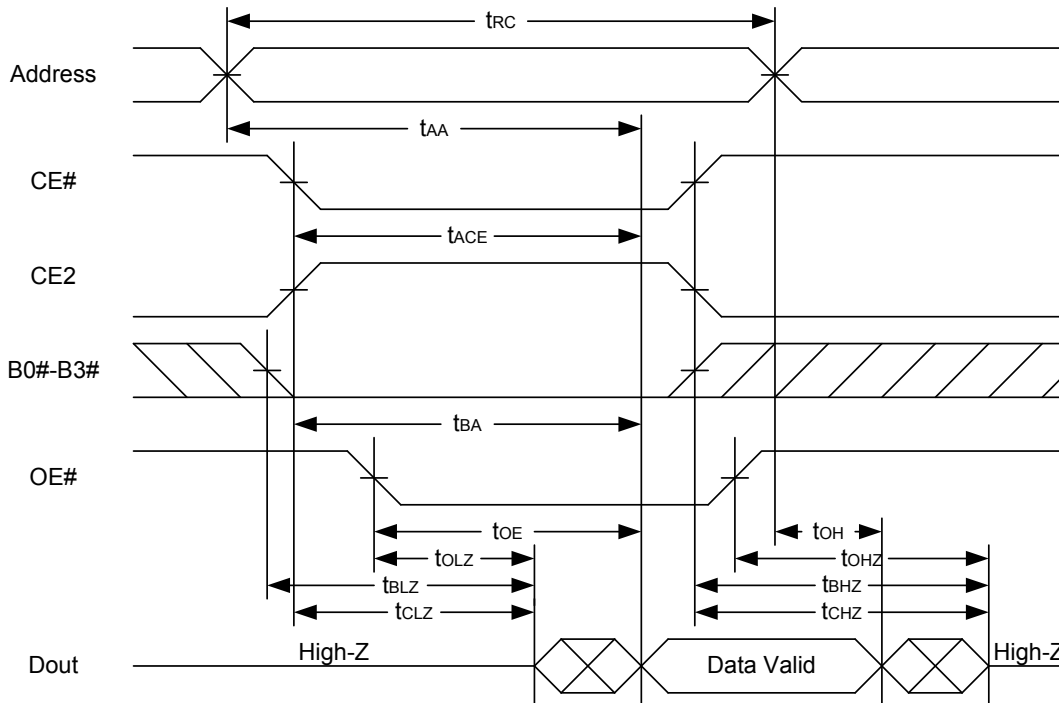 tRC
Address
tAA
CE#
tACE
CE2
B0#-B3#
tBA
OE#
tOE
tOH
tOLZ
tOHZ
tBLZ
tBHZ
tCLZ
tCHZ
Dout
High-Z
Data Valid
High-Z